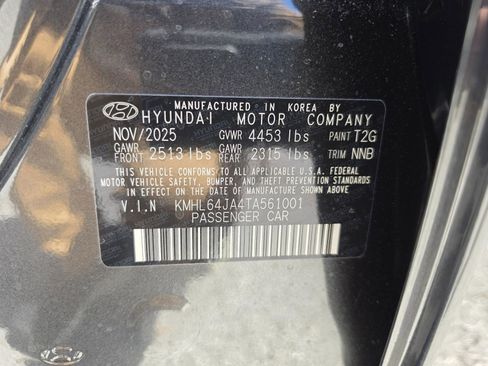 MANUFACTURED IN KOREA BY
HYUNDAI MOTOR COMPANY
NOV/2025 GVWR 4453 lbs PAINT T2G
GAWR FRONT 2513 lbs GAWR REAR 2315 lbs TRIM NNB
THIS VEHICLE CONFORMS TO ALL APPLICABLE U.S.A. FEDERAL
MOTOR VEHICLE SAFETY, BUMPER, AND THEFT PREVENTION STANDARDS
IN EFFECT ON THE DATE OF MANUFACTURE SHOWN ABOVE.
V.I.N KMHL64JA4TA561001
PASSENGER CAR